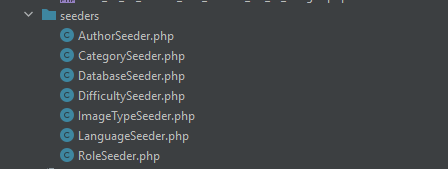 seeders
AuthorSeeder.php
CategorySeeder.php
DatabaseSeeder.php
DifficultySeeder.php
ImageTypeSeeder.php
LanguageSeeder.php
RoleSeeder.php